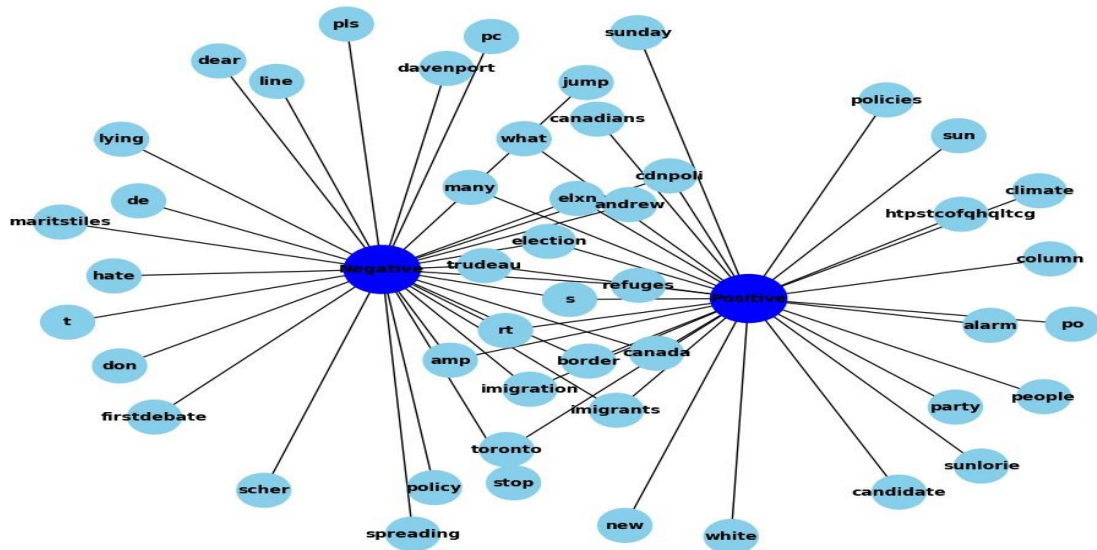 pls
pc
sunday
dear
line
davenport
jump
policies
canadians
lying
what
sun
many
cdnpoli
climate
de
elxn
andrew
htpstcofqhqltcg
maritstiles
election
column
hate
Negative
trudeau
refuges
s
Positive
t
rt
alarm
po
don
amp
border
canada
imigration
people
firstdebate
imigrants
party
toronto
sunlorie
scher
policy
stop
candidate
spreading
new
white